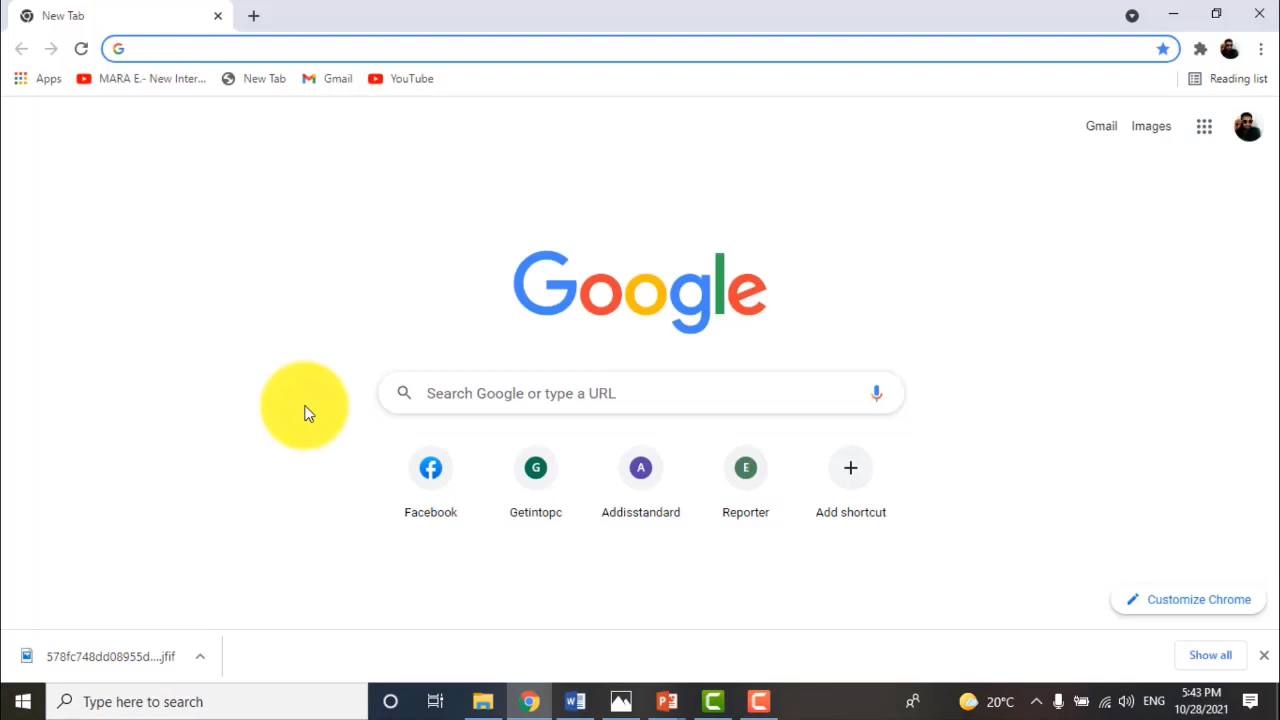 New Tab
Apps
MARA E.- New Inter...
New Tab
Gmail
YouTube
Reading list
Gmail
Images
Google
Search Google or type a URL
G
A
E
Facebook
Getintopc
Addisstandard
Reporter
Add shortcut
Customize Chrome
578fc748dd08955d....jfif
Show all
Type here to search
20°C
ENG
5:43 PM
10/28/2021